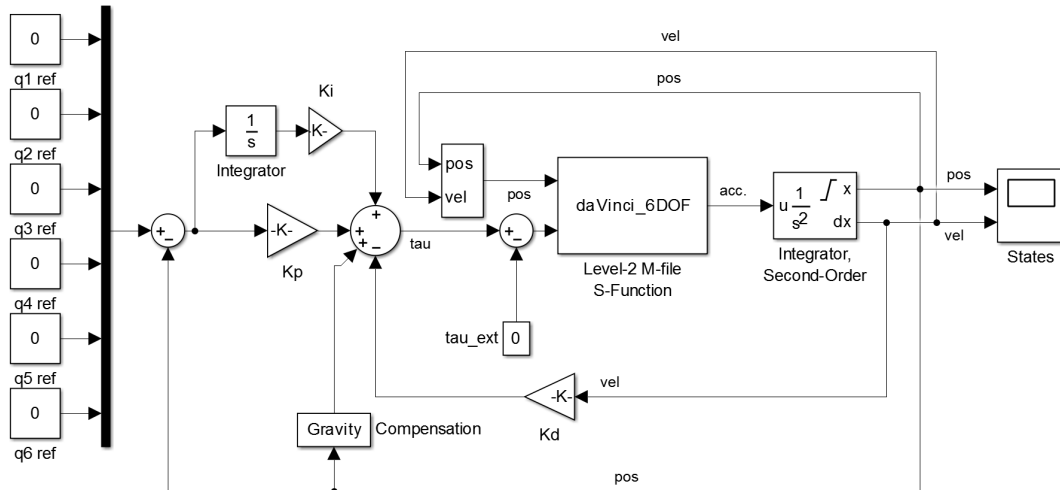 0
q1 ref
0
q2 ref
0
q3 ref
0
q4 ref
0
q5 ref
0
q6 ref
+
−
1
s
Integrator
-K-
Ki
-K-
Kp
+
+
+
−
tau
vel
pos
pos
vel
pos
+
−
tau_ext
0
daVinci_6DOF
Level-2 M-file
S-Function
acc.
u 1
s2
x
dx
Integrator,
Second-Order
pos
vel
States
-K-
Kd
vel
Gravity
Compensation
pos